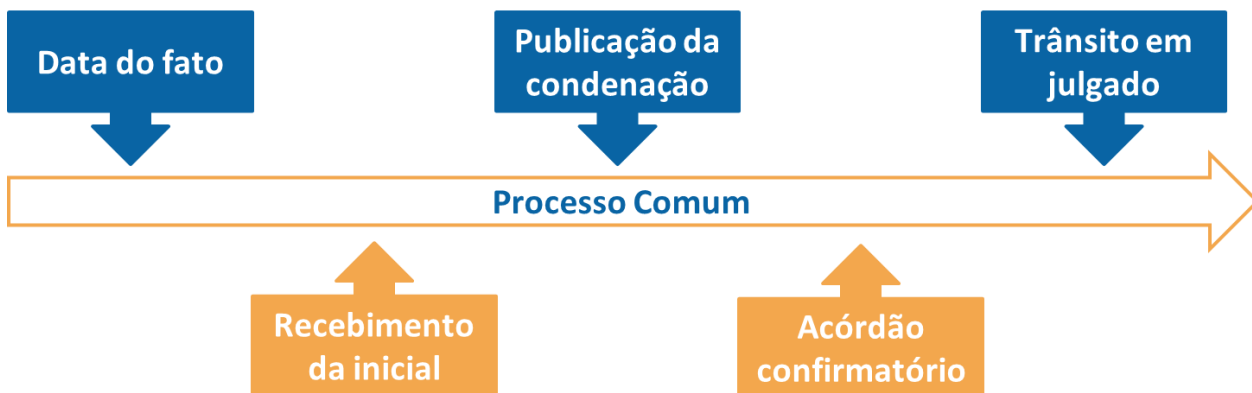 Data do fato
Publicação da
condenação
Trânsito em
julgado
Processo Comum
Recebimento
da inicial
Acórdão
confirmatório